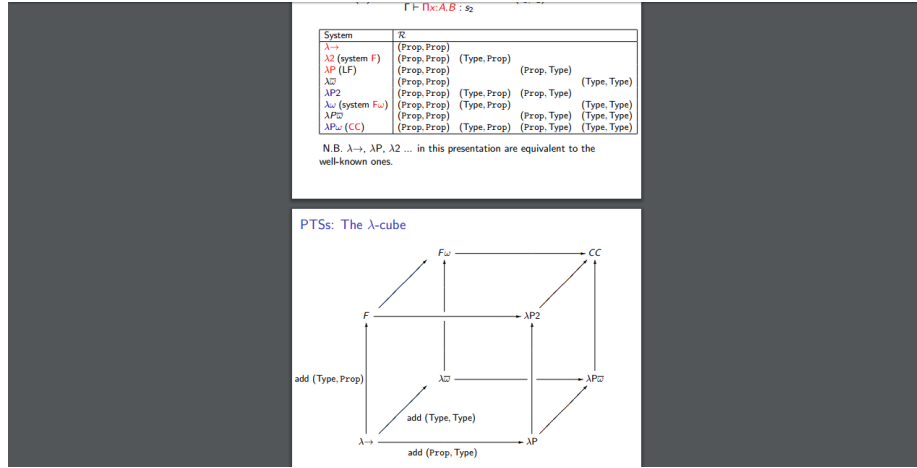 Γ ⊢ Πx:A.B : s₂
System R
λ→ (Prop, Prop)
λ2 (system F) (Prop, Prop) (Type, Prop)
λP (LF) (Prop, Prop) (Prop, Type)
λω̅ (Prop, Prop) (Type, Type)
λP2 (Prop, Prop) (Type, Prop) (Prop, Type)
λω (system Fω) (Prop, Prop) (Type, Prop) (Type, Type)
λPω̅ (Prop, Prop) (Prop, Type) (Type, Type)
λPω (CC) (Prop, Prop) (Type, Prop) (Prop, Type) (Type, Type)
N.B. λ→, λP, λ2 ... in this presentation are equivalent to the
well-known ones.
PTSs: The λ-cube
Fω CC
F λP2
add (Type, Prop) λω̅ λPω̅
add (Type, Type)
λ→ λP
add (Prop, Type)